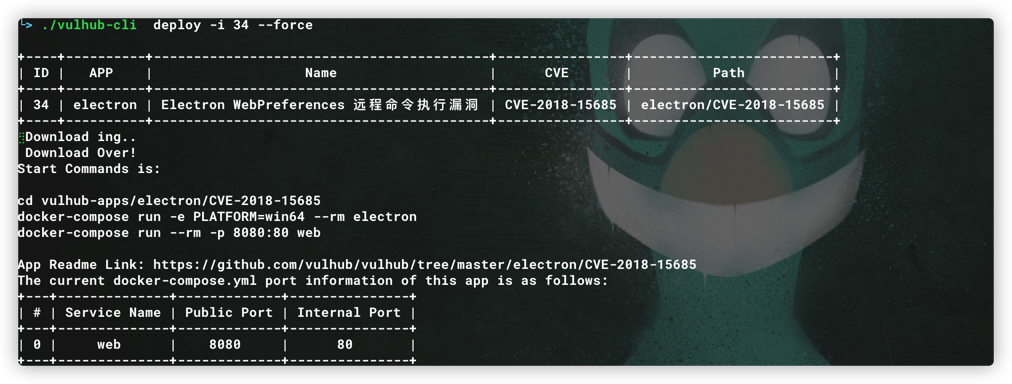 └> ./vulhub-cli  deploy -i 34 --force
+----+----------+------------------------------------------+----------------+-------------------------+
| ID |   APP    |                   Name                   |      CVE       |          Path           |
+----+----------+------------------------------------------+----------------+-------------------------+
| 34 | electron | Electron WebPreferences 远程命令执行漏洞 | CVE-2018-15685 | electron/CVE-2018-15685 |
+----+----------+------------------------------------------+----------------+-------------------------+
Download ing..
Download Over!
Start Commands is:
cd vulhub-apps/electron/CVE-2018-15685
docker-compose run -e PLATFORM=win64 --rm electron
docker-compose run --rm -p 8080:80 web
App Readme Link: https://github.com/vulhub/vulhub/tree/master/electron/CVE-2018-15685
The current docker-compose.yml port information of this app is as follows:
+---+--------------+-------------+---------------+
| # | Service Name | Public Port | Internal Port |
+---+--------------+-------------+---------------+
| 0 |     web      |    8080     |      80       |
+---+--------------+-------------+---------------+